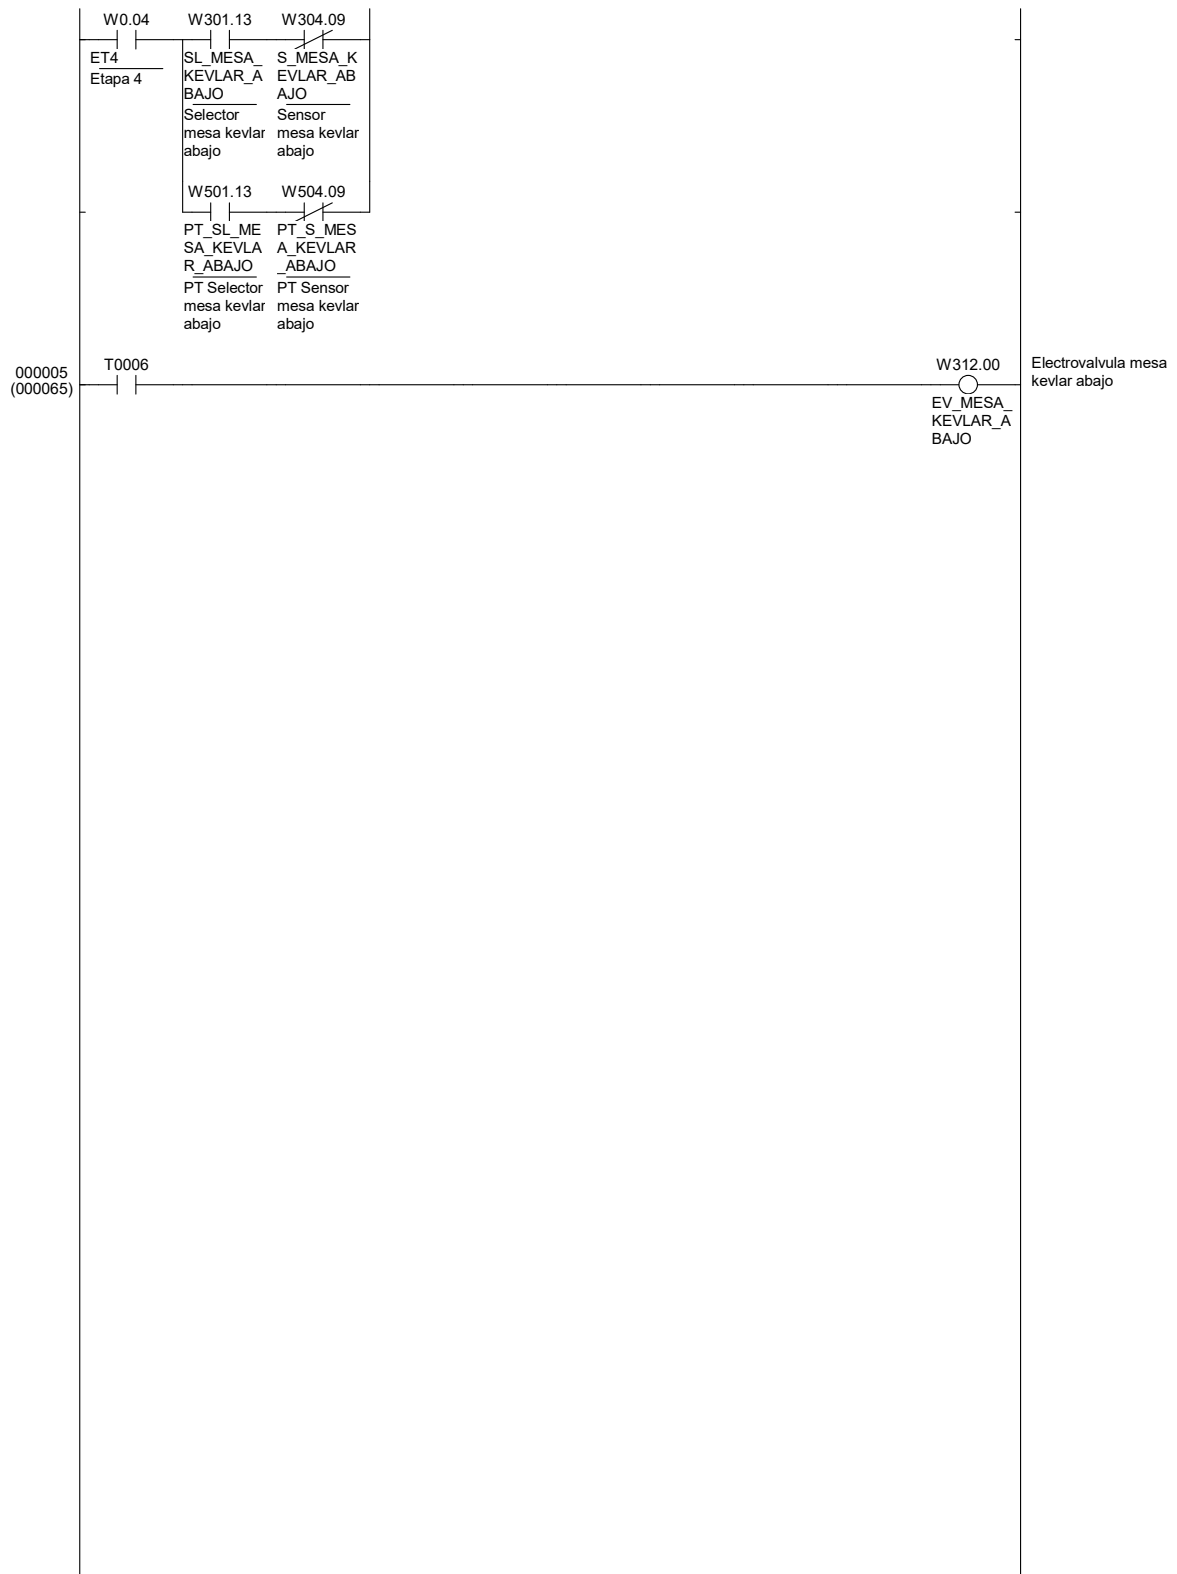 W0.04 W301.13 W304.09
ET4
Etapa 4
SL_MESA_
KEVLAR_A
BAJO
Selector
mesa kevlar
abajo
S_MESA_K
EVLAR_AB
AJO
Sensor
mesa kevlar
abajo
W501.13 W504.09
PT_SL_ME
SA_KEVLA
R_ABAJO
PT Selector
mesa kevlar
abajo
PT_S_MES
A_KEVLAR
_ABAJO
PT Sensor
mesa kevlar
abajo
000005
(000065)
T0006
W312.00
EV_MESA_
KEVLAR_A
BAJO
Electrovalvula mesa
kevlar abajo